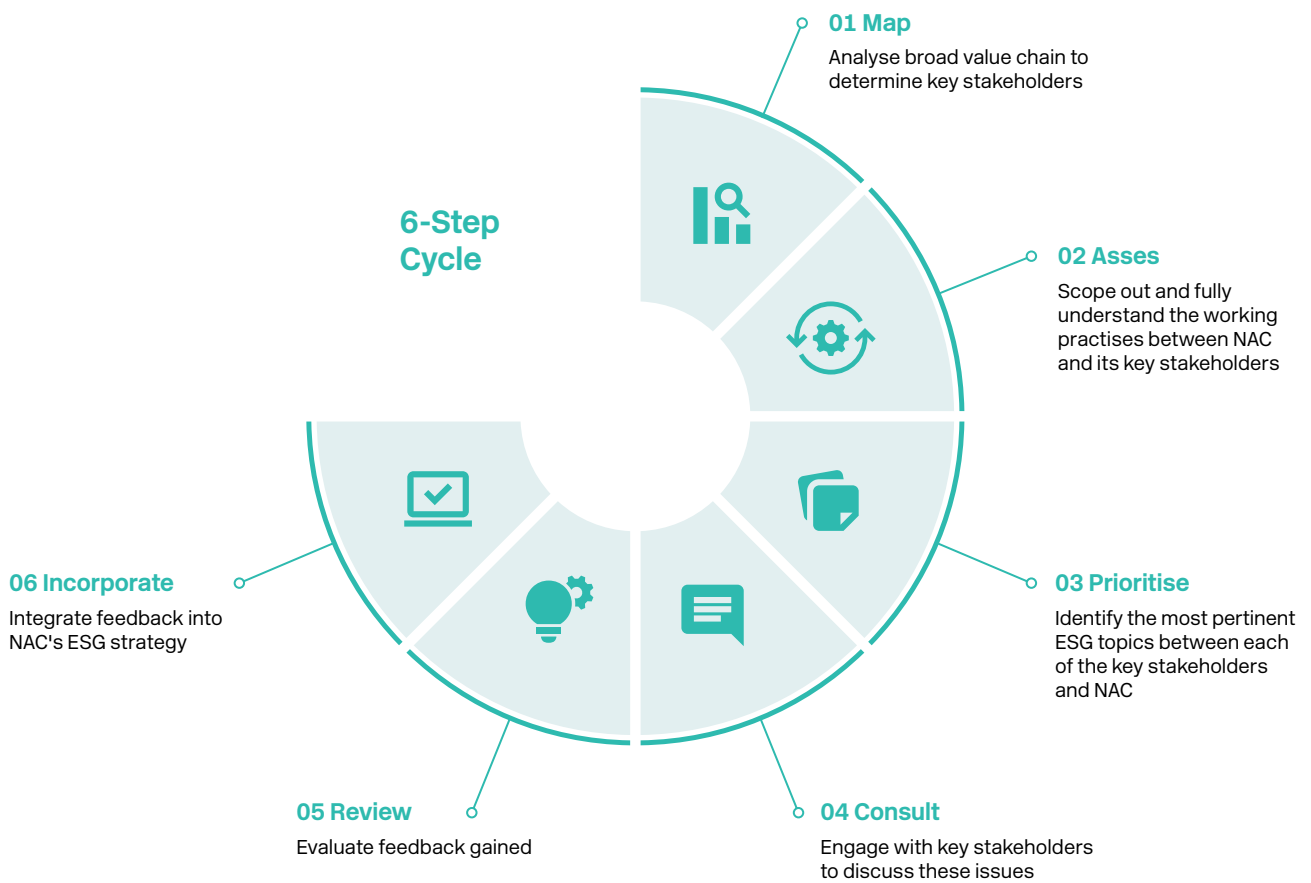 6-Step
Cycle
01 Map
Analyse broad value chain to
determine key stakeholders
02 Asses
Scope out and fully
understand the working
practises between NAC
and its key stakeholders
03 Prioritise
Identify the most pertinent
ESG topics between each
of the key stakeholders
and NAC
04 Consult
Engage with key stakeholders
to discuss these issues
05 Review
Evaluate feedback gained
06 Incorporate
Integrate feedback into
NAC's ESG strategy